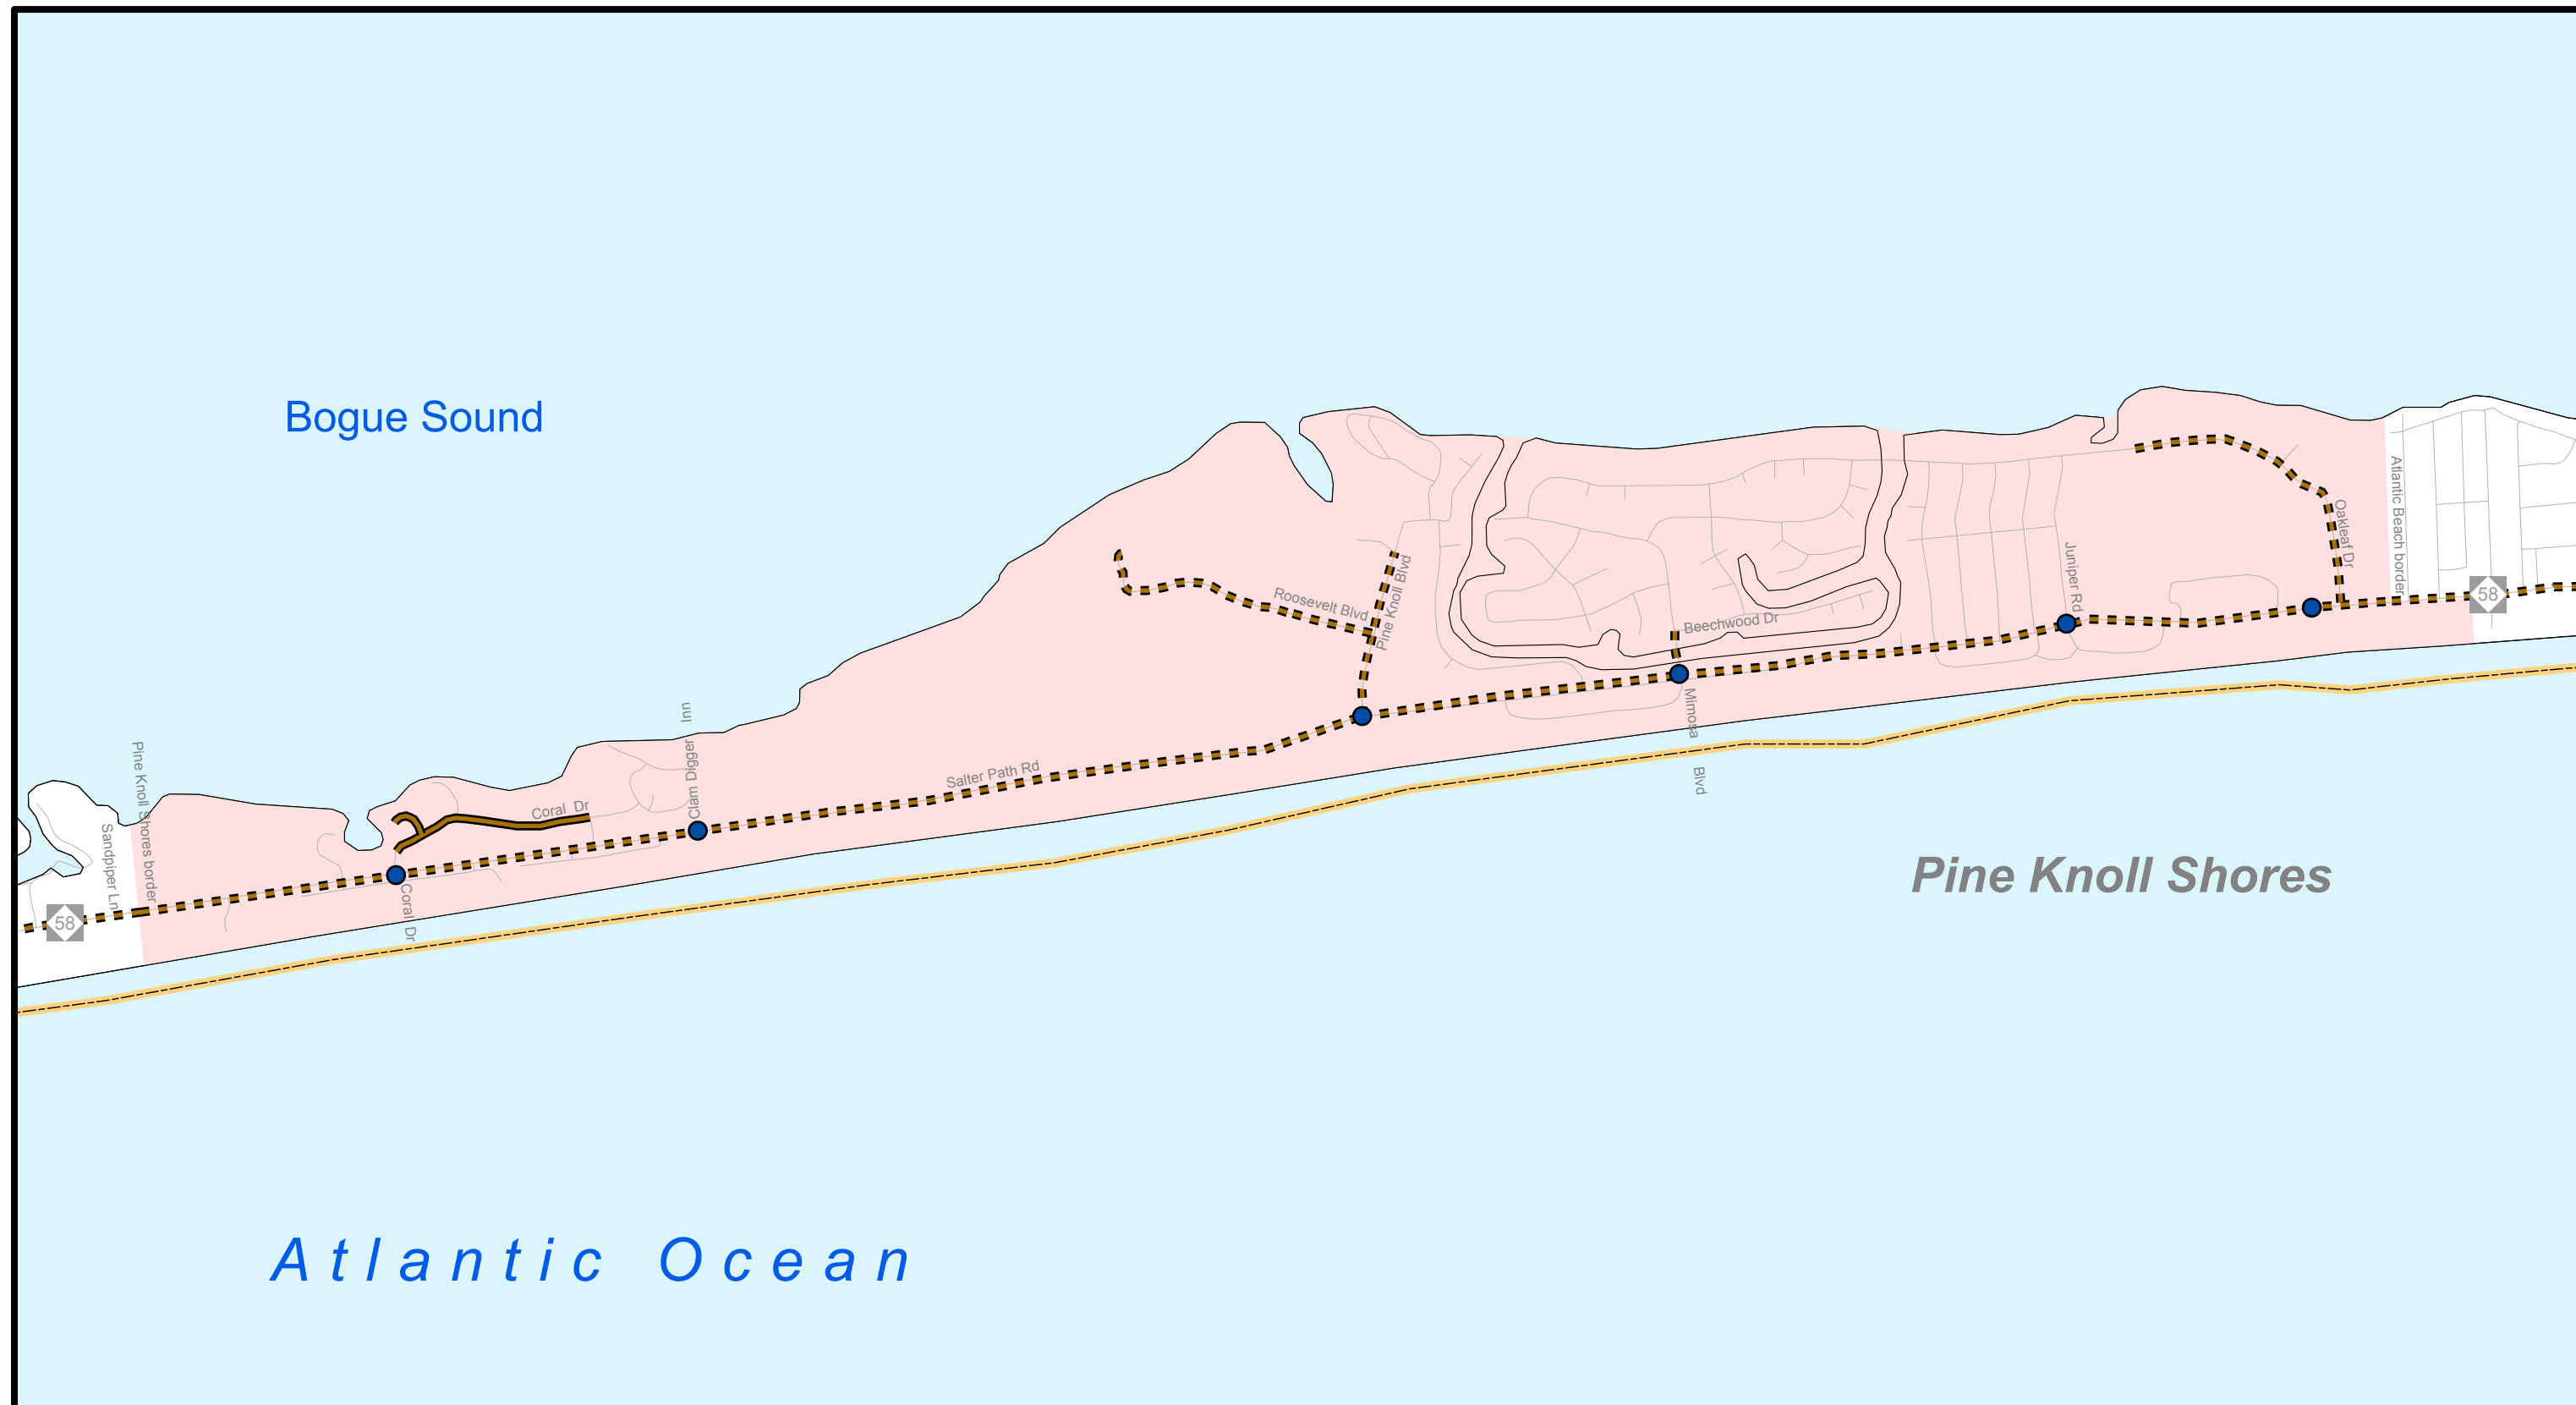 Bogue Sound
Atlantic Beach border
Oakleaf Dr
Juniper Rd
Pine Knoll Blvd
Roosevelt Blvd
Beechwood Dr
58
Mimosa Blvd
Clam Digger Inn
Salter Path Rd
Pine Knoll Shores border
Coral Dr
Sandpiper Ln
58
Coral Dr
Pine Knoll Shores
Atlantic Ocean